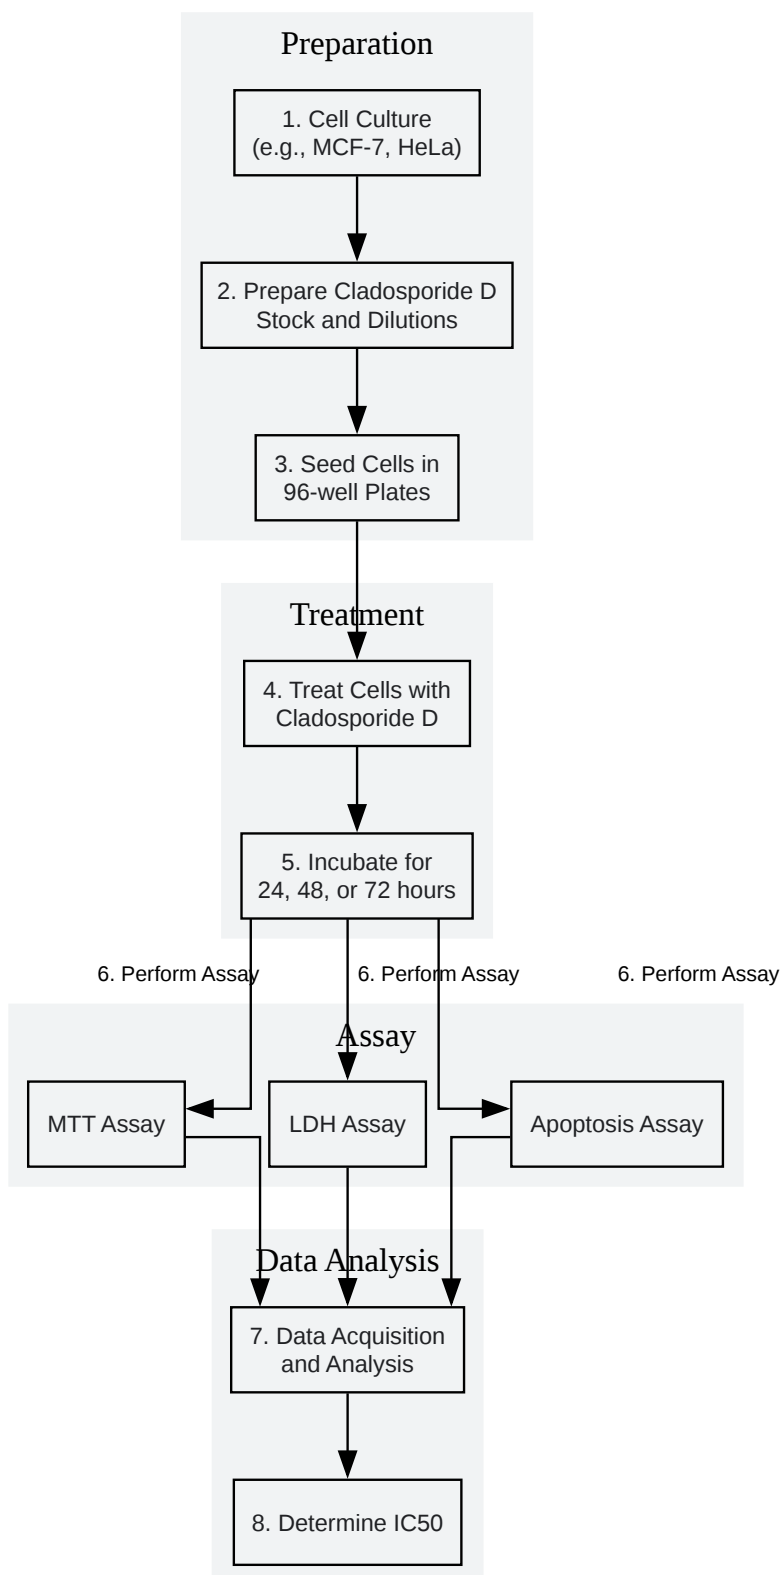 Preparation
1. Cell Culture
(e.g., MCF-7, HeLa)
2. Prepare Cladosporide D
Stock and Dilutions
3. Seed Cells in
96-well Plates
Treatment
4. Treat Cells with
Cladosporide D
5. Incubate for
24, 48, or 72 hours
6. Perform Assay
6. Perform Assay
6. Perform Assay
Assay
MTT Assay
LDH Assay
Apoptosis Assay
Data Analysis
7. Data Acquisition
and Analysis
8. Determine IC50